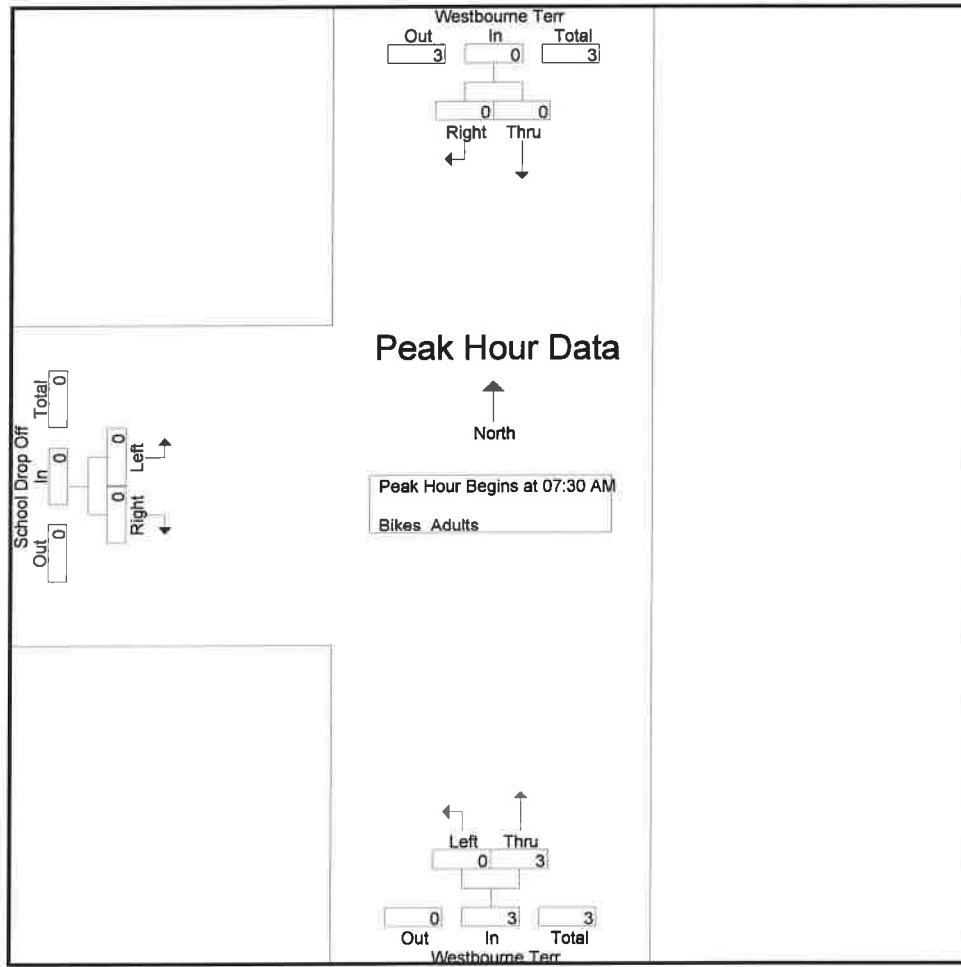 Westbourne Terr
Out In Total
3 0 3
0 0
Right Thru
Peak Hour Data
North
School Drop Off
Out In Total
0 0 0
Right Left
0 0
Peak Hour Begins at 07:30 AM
Bikes Adults
Left Thru
0 3
0 3 3
Out In Total
Westbourne Terr